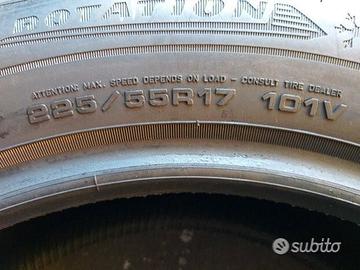 ROTATION
ATTENTION: MAX. SPEED DEPENDS ON LOAD - CONSULT TIRE DEALER
225/55R17 101V
subito